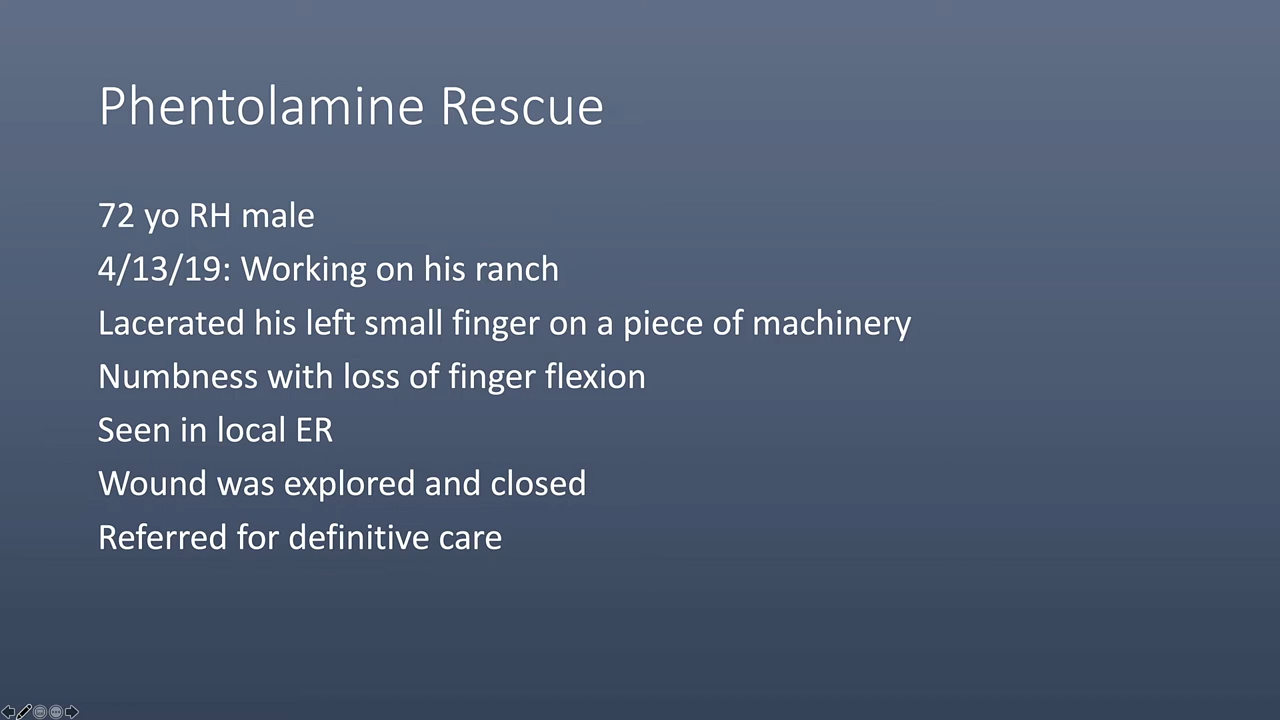 Phentolamine Rescue
72 yo RH male
4/13/19: Working on his ranch
Lacerated his left small finger on a piece of machinery
Numbness with loss of finger flexion
Seen in local ER
Wound was explored and closed
Referred for definitive care